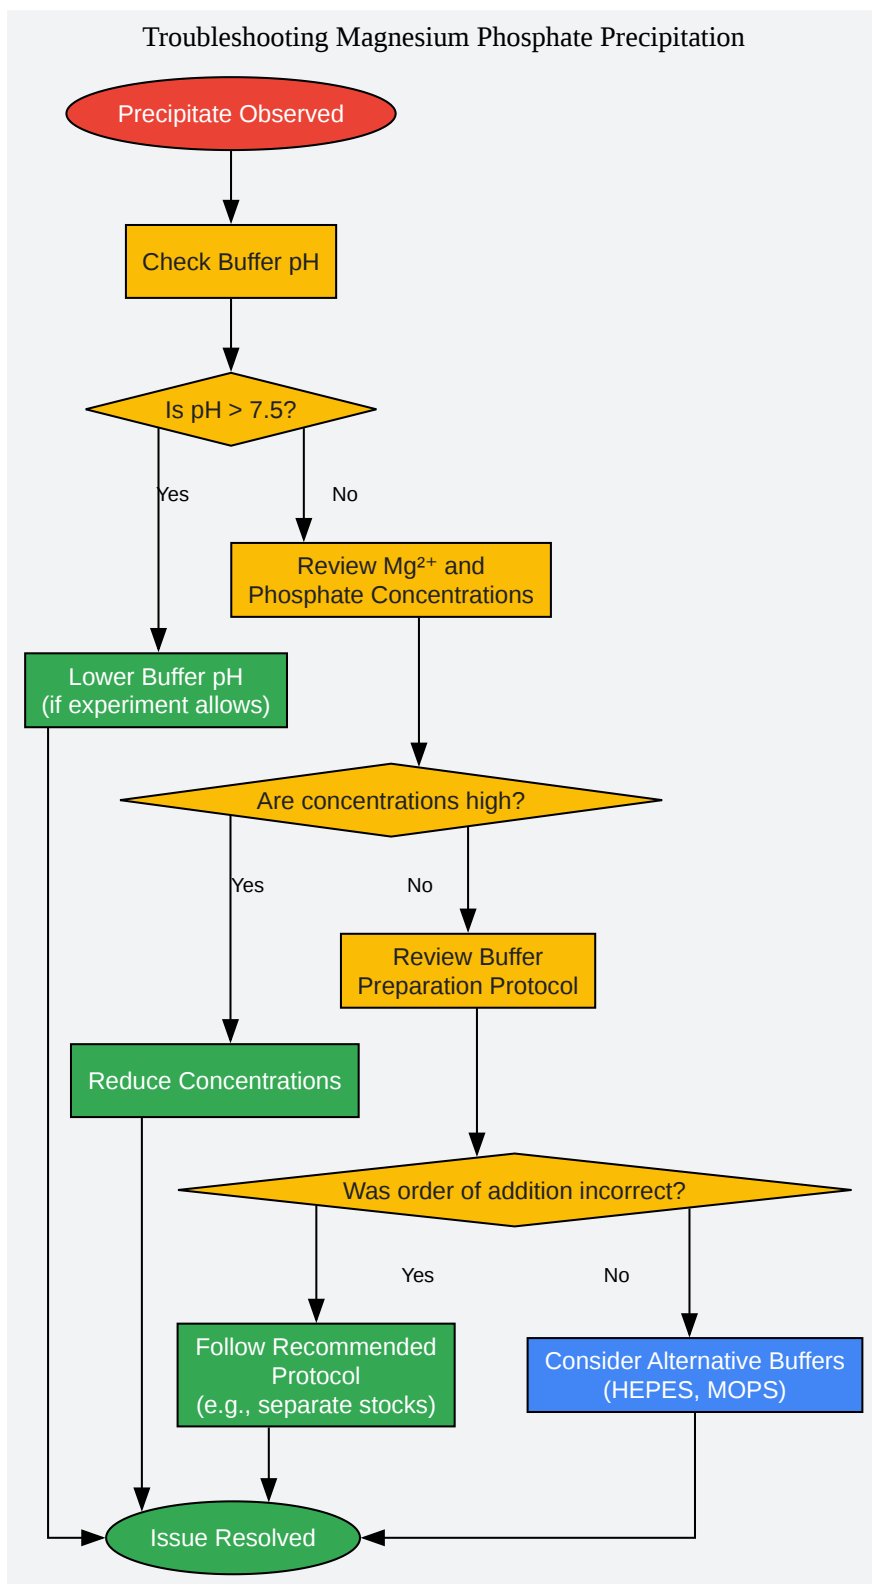 Troubleshooting Magnesium Phosphate Precipitation
Precipitate Observed
Check Buffer pH
Is pH > 7.5?
Yes
No
Review Mg²⁺ and
Phosphate Concentrations
Lower Buffer pH
(if experiment allows)
Are concentrations high?
Yes
No
Review Buffer
Preparation Protocol
Reduce Concentrations
Was order of addition incorrect?
Yes
No
Follow Recommended
Protocol
(e.g., separate stocks)
Consider Alternative Buffers
(HEPES, MOPS)
Issue Resolved